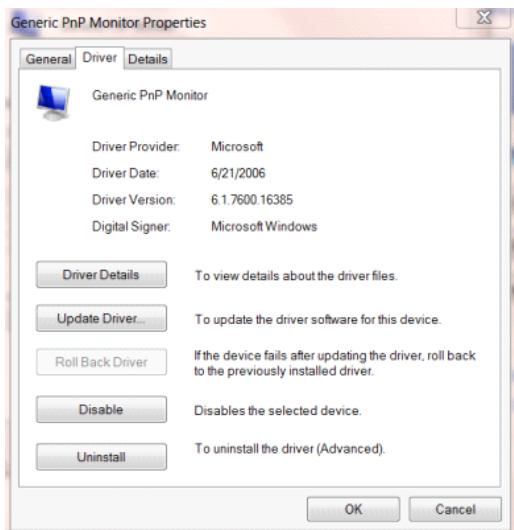 Generic PnP Monitor Properties
General Driver Details
Generic PnP Monitor
Driver Provider: Microsoft
Driver Date: 6/21/2006
Driver Version: 6.1.7600.16385
Digital Signer: Microsoft Windows
Driver Details To view details about the driver files.
Update Driver... To update the driver software for this device.
Roll Back Driver If the device fails after updating the driver, roll back
to the previously installed driver.
Disable Disables the selected device.
Uninstall To uninstall the driver (Advanced).
OK Cancel